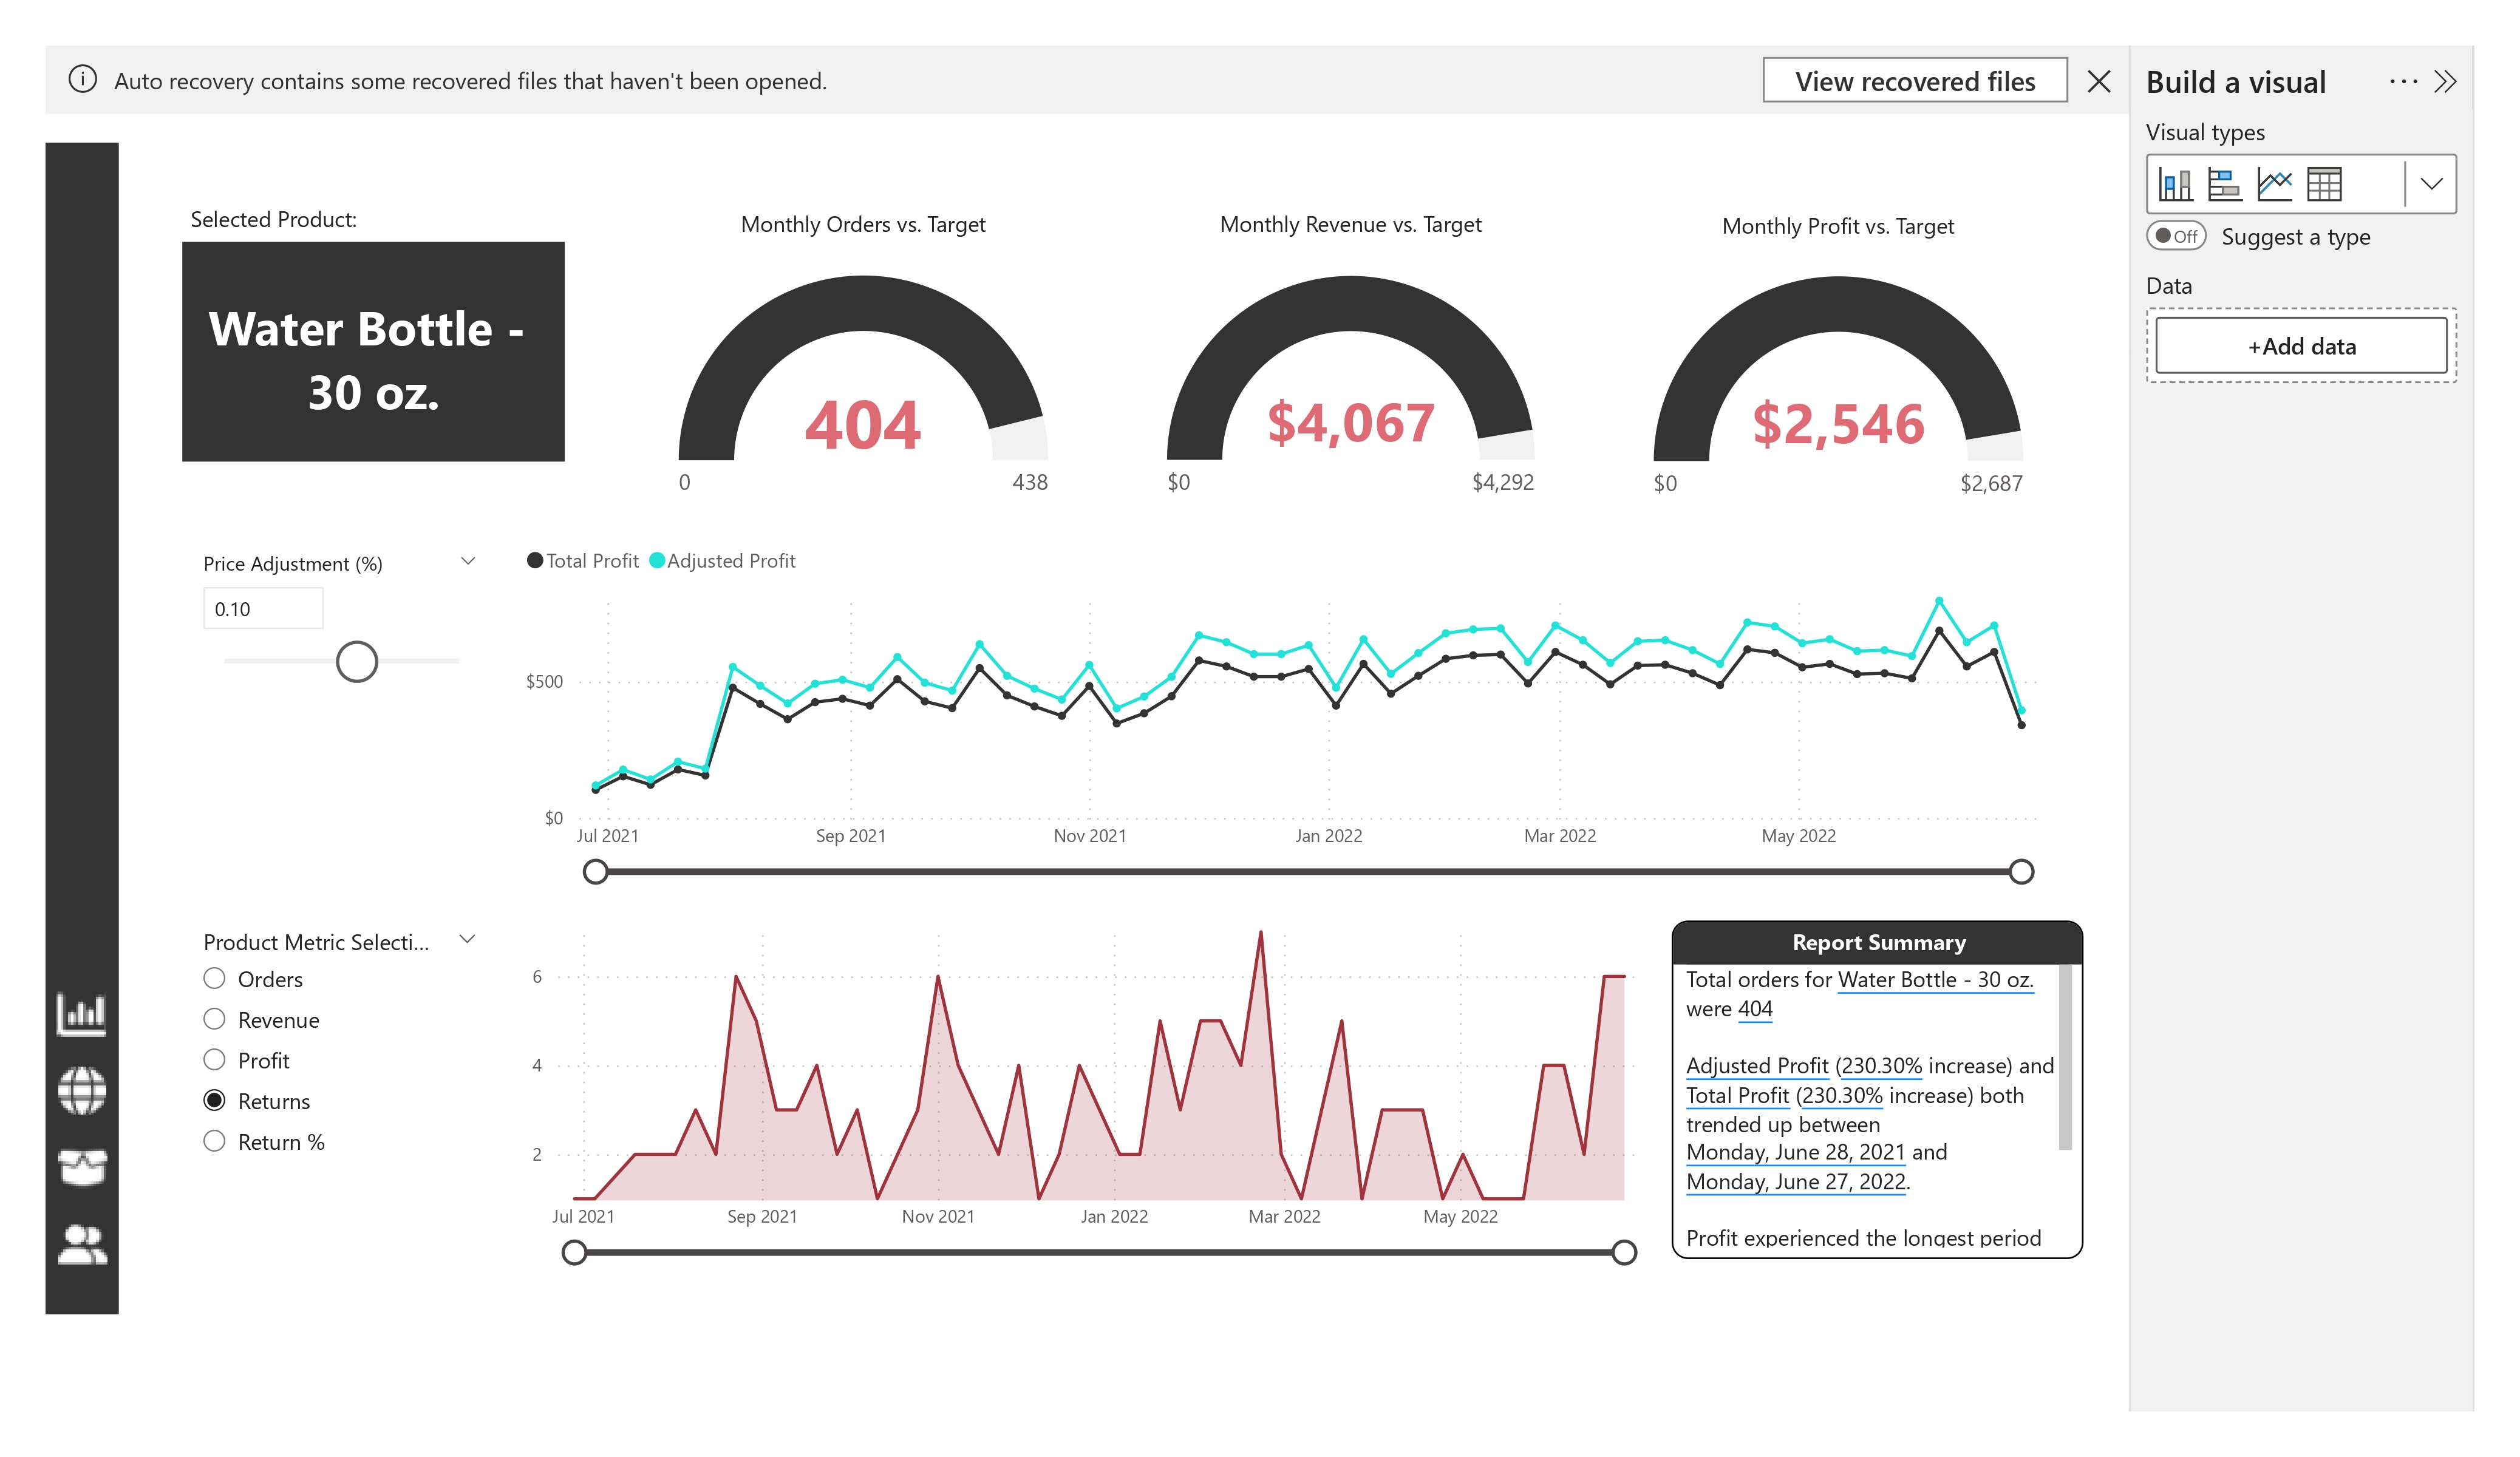 Auto recovery contains some recovered files that haven't been opened.
View recovered files
Build a visual
Visual types
Off
Suggest a type
Data
+Add data
Selected Product:
Water Bottle -
30 oz.
Monthly Orders vs. Target
404
0
438
Monthly Revenue vs. Target
$4,067
$0
$4,292
Monthly Profit vs. Target
$2,546
$0
$2,687
Price Adjustment (%)
0.10
Total Profit
Adjusted Profit
$500
$0
Jul 2021
Sep 2021
Nov 2021
Jan 2022
Mar 2022
May 2022
Product Metric Selecti...
Orders
Revenue
Profit
Returns
Return %
6
4
2
Jul 2021
Sep 2021
Nov 2021
Jan 2022
Mar 2022
May 2022
Report Summary
Total orders for Water Bottle - 30 oz.
were 404
Adjusted Profit (230.30% increase) and
Total Profit (230.30% increase) both
trended up between
Monday, June 28, 2021 and
Monday, June 27, 2022.
Profit experienced the longest period